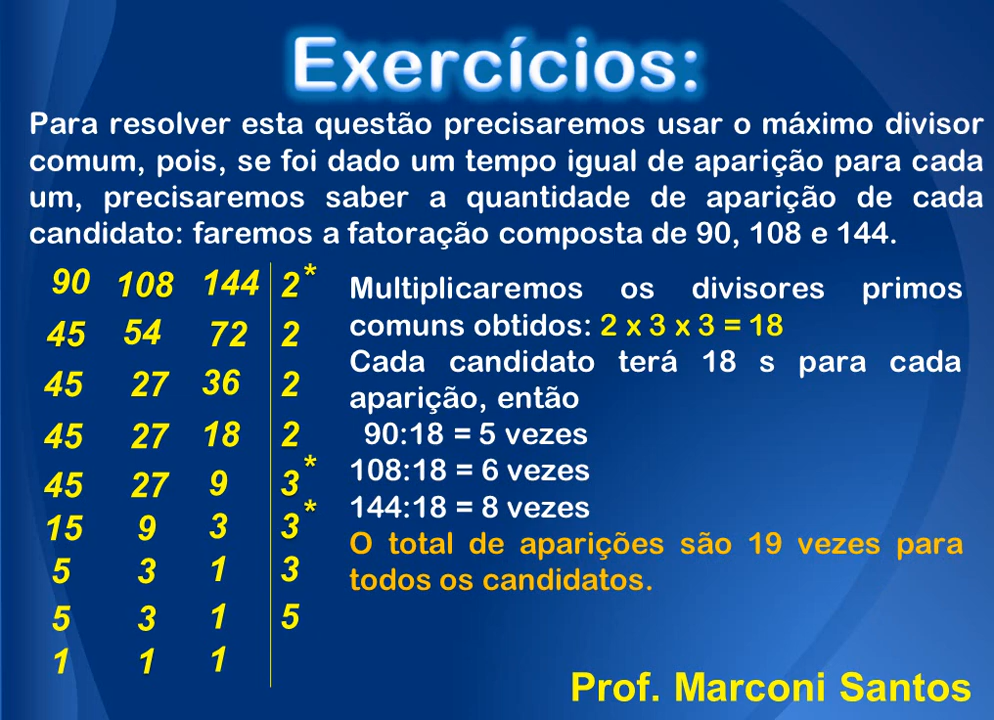 Exercícios:
Para resolver esta questão precisaremos usar o máximo divisor
comum, pois, se foi dado um tempo igual de aparição para cada
um, precisaremos saber a quantidade de aparição de cada
candidato: faremos a fatoração composta de 90, 108 e 144.
90 108 144 2*
45 54 72 2
45 27 36 2
45 27 18 2
45 27 9 3*
15 9 3 3*
5 3 1 3
5 3 1 5
1 1 1
Multiplicaremos os divisores primos
comuns obtidos: 2 x 3 x 3 = 18
Cada candidato terá 18 s para cada
aparição, então
90:18 = 5 vezes
108:18 = 6 vezes
144:18 = 8 vezes
O total de aparições são 19 vezes para
todos os candidatos.
Prof. Marconi Santos